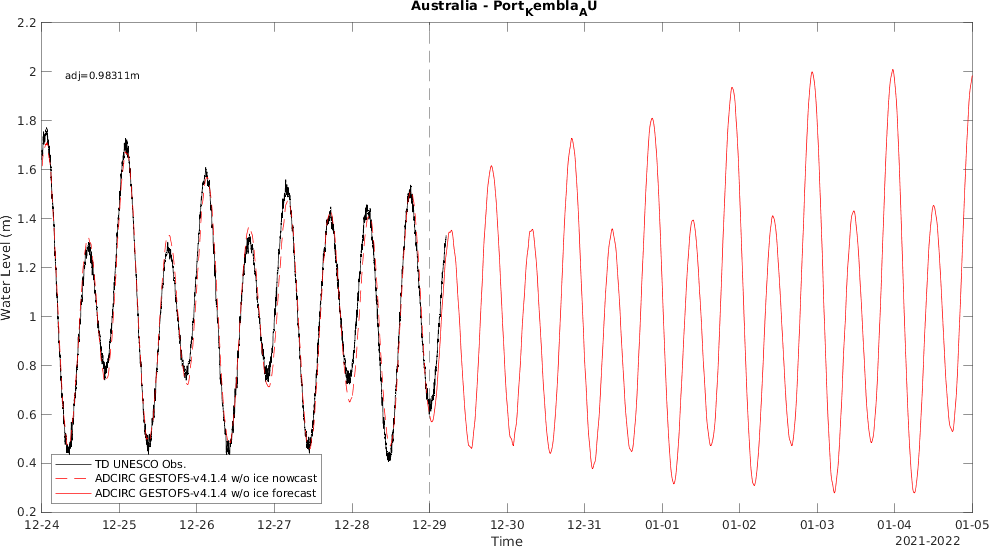 Australia - PortKemblaAU
2.2
2
1.8
1.6
1.4
1.2
1
0.8
0.6
0.4
0.2
Water Level (m)
adj=0.98311m
TD UNESCO Obs.
ADCIRC GESTOFS-v4.1.4 w/o ice nowcast
ADCIRC GESTOFS-v4.1.4 w/o ice forecast
12-24 12-25 12-26 12-27 12-28 12-29 12-30 12-31 01-01 01-02 01-03 01-04 01-05
Time
2021-2022